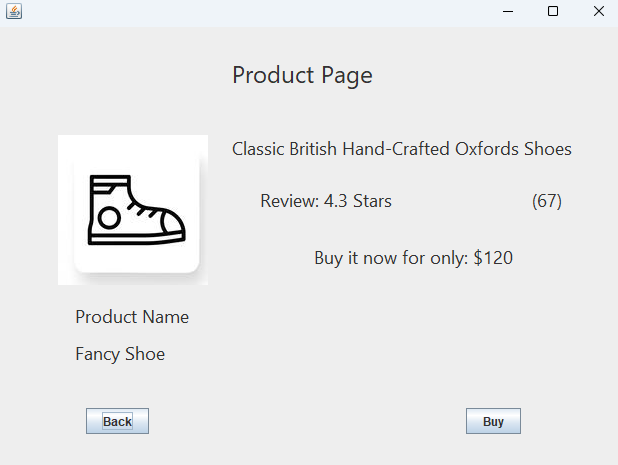 Product Page
Classic British Hand-Crafted Oxfords Shoes
Review: 4.3 Stars (67)
Buy it now for only: $120
Product Name
Fancy Shoe
Back Buy